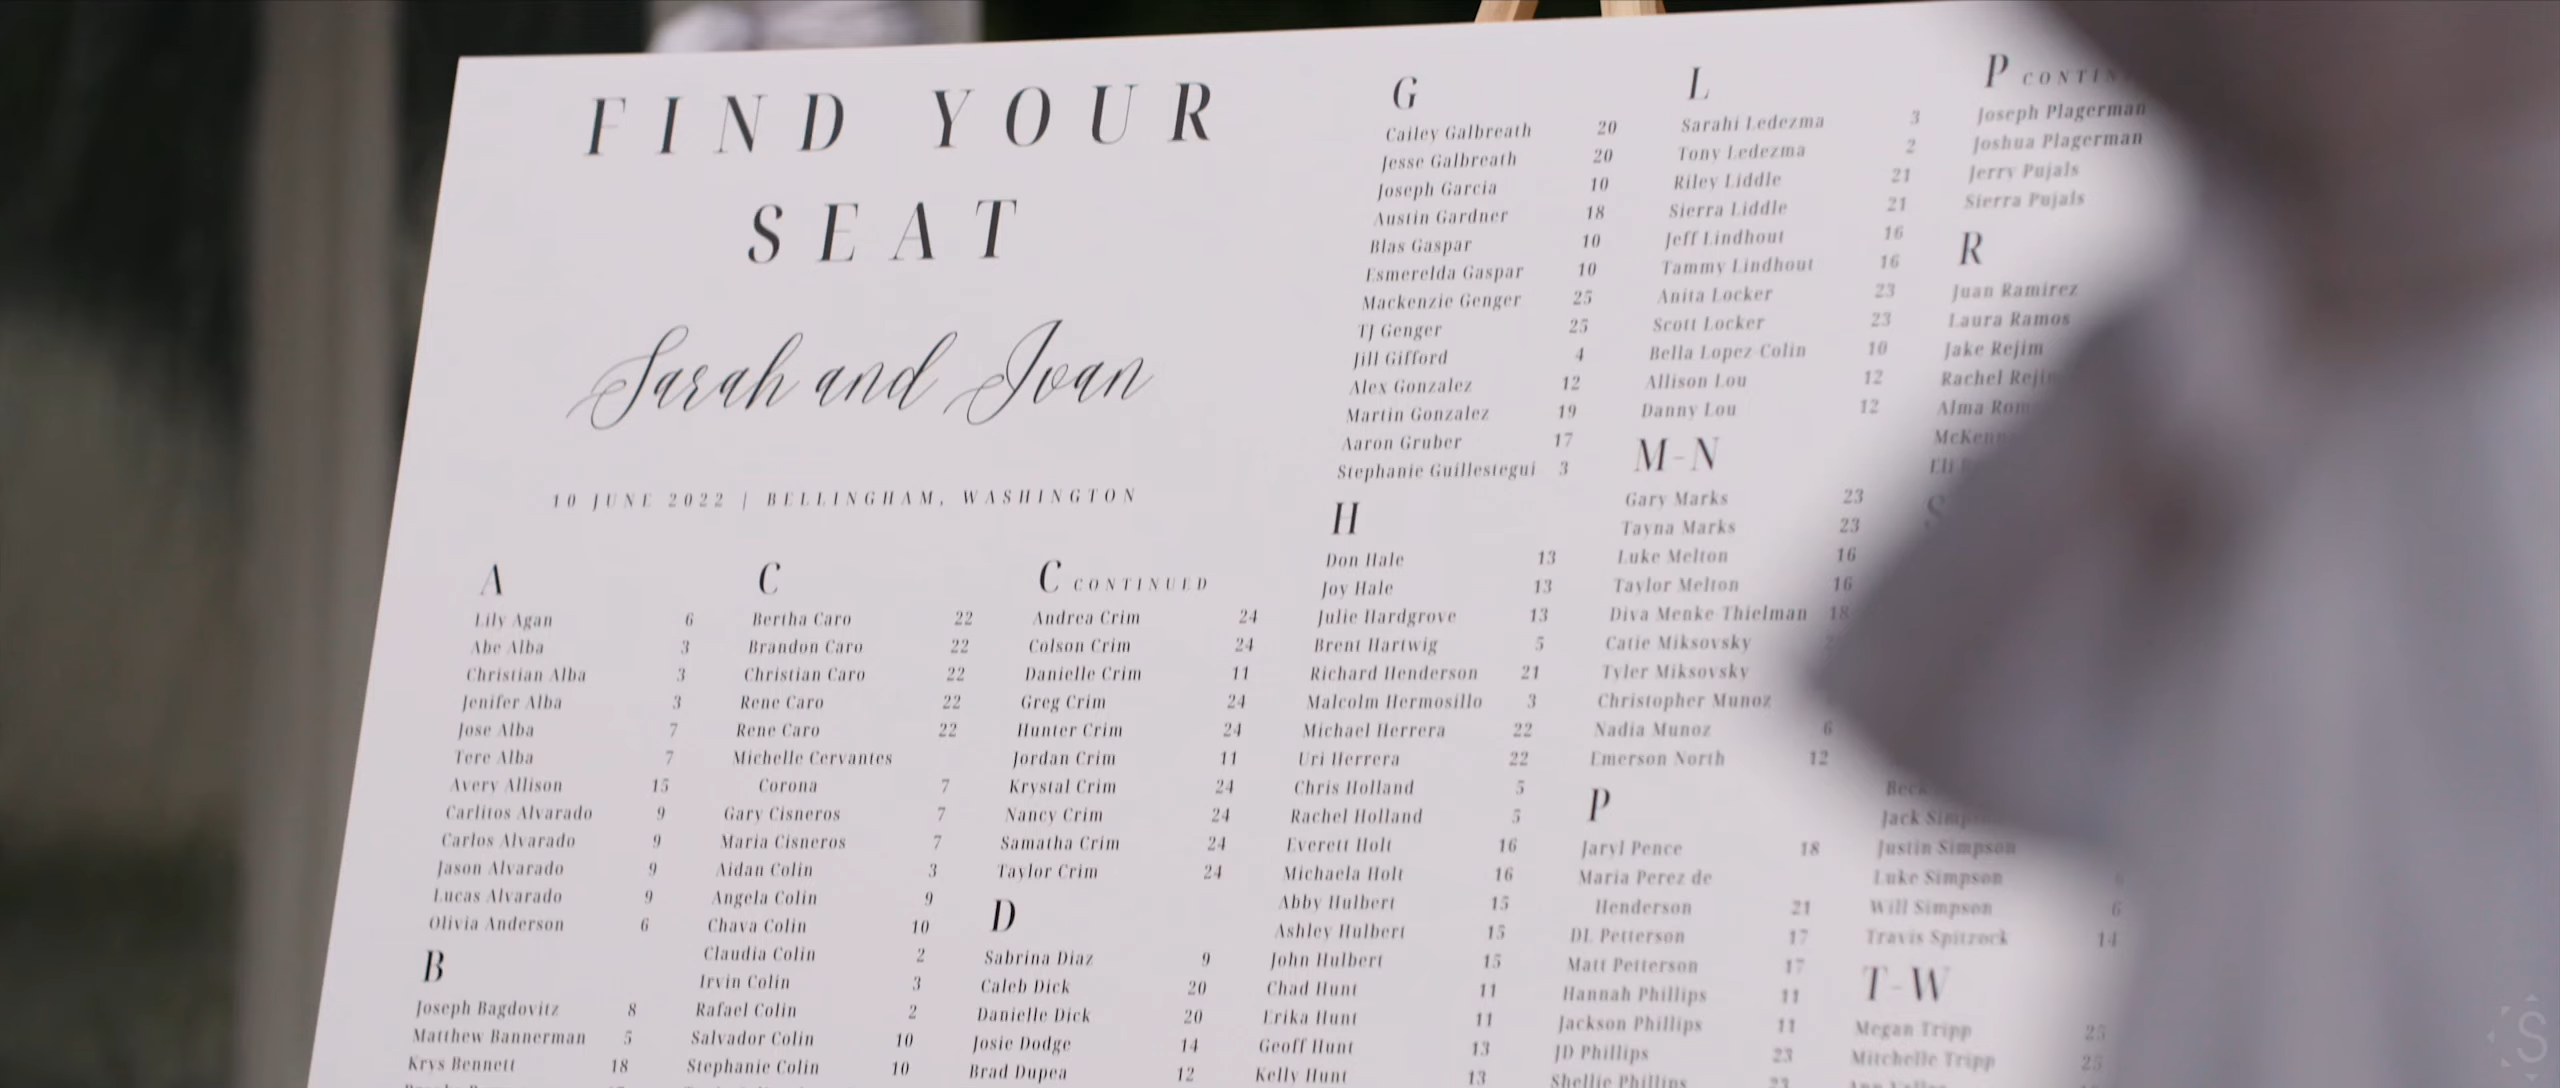 FIND YOUR
SEAT
Sarah and Ivan
10 JUNE 2022 | BELLINGHAM, WASHINGTON
A
Lily Agan 6
Abe Alba 3
Christian Alba 3
Jenifer Alba 3
Jose Alba 7
Tere Alba 7
Avery Allison 15
Carlitos Alvarado 9
Carlos Alvarado 9
Jason Alvarado 9
Lucas Alvarado 9
Olivia Anderson 6
B
Joseph Bagdovitz 8
Matthew Bannerman 5
Krys Bennett 18
C
Bertha Caro 22
Brandon Caro 22
Christian Caro 22
Rene Caro 22
Rene Caro 22
Michelle Cervantes
Corona 7
Gary Cisneros 7
Maria Cisneros 7
Aidan Colin 3
Angela Colin 9
Chava Colin 10
Claudia Colin 2
Irvin Colin 3
Rafael Colin 2
Salvador Colin 10
Stephanie Colin 10
C CONTINUED
Andrea Crim 24
Colson Crim 24
Danielle Crim 11
Greg Crim 24
Hunter Crim 24
Jordan Crim 11
Krystal Crim 24
Nancy Crim 24
Samatha Crim 24
Taylor Crim 24
D
Sabrina Diaz 9
Caleb Dick 20
Danielle Dick 20
Josie Dodge 14
Brad Dupea 12
G
Cailey Galbreath 20
Jesse Galbreath 20
Joseph Garcia 10
Austin Gardner 18
Blas Gaspar 10
Esmerelda Gaspar 10
Mackenzie Genger 25
TJ Genger 25
Jill Gifford 4
Alex Gonzalez 12
Martin Gonzalez 19
Aaron Gruber 17
Stephanie Guillestegui 3
H
Don Hale 13
Joy Hale 13
Julie Hardgrove 13
Brent Hartwig 5
Richard Henderson 21
Malcolm Hermosillo 3
Michael Herrera 22
Uri Herrera 22
Chris Holland 5
Rachel Holland 5
Everett Holt 16
Michaela Holt 16
Abby Hulbert 15
Ashley Hulbert 15
John Hulbert 15
Chad Hunt 11
Erika Hunt 11
Geoff Hunt 13
Kelly Hunt 13
L
Sarahi Ledezma 3
Tony Ledezma 2
Riley Liddle 21
Sierra Liddle 21
Jeff Lindhout 16
Tammy Lindhout 16
Anita Locker 23
Scott Locker 23
Bella Lopez-Colin 10
Allison Lou 12
Danny Lou 12
M-N
Gary Marks 23
Tayna Marks 23
Luke Melton 16
Taylor Melton 16
Diva Menke-Thielman 18
Catie Miksovsky
Tyler Miksovsky
Christopher Munoz
Nadia Munoz 6
Emerson North 12
P
Jaryl Pence 18
Maria Perez de
Henderson 21
DL Petterson 17
Matt Petterson 17
Hannah Phillips 11
Jackson Phillips 11
JD Phillips 23
Shellie Phillips 23
P
Joseph Plagerman
Joshua Plagerman
Jerry Pujals
Sierra Pujals
R
Juan Ramirez
Laura Ramos
Jake Rejim
Rachel
Alma
S
Jack
Justin Simpson
Luke Simpson 6
Will Simpson 6
Travis Spitzock 14
T-W
Megan Tripp 25
Mitchelle Tripp 25